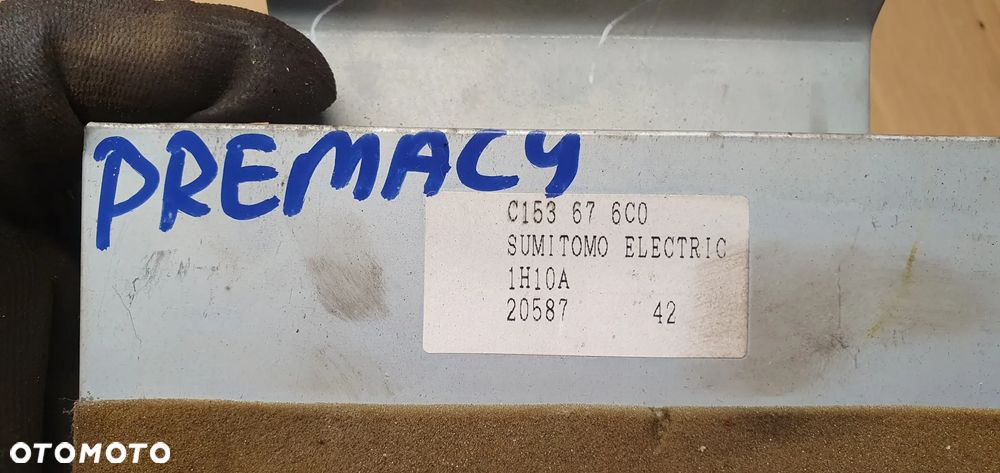 PREMACY
C153 67 6C0
SUMITOMO ELECTRIC
1H10A
20587 42
OTOMOTO